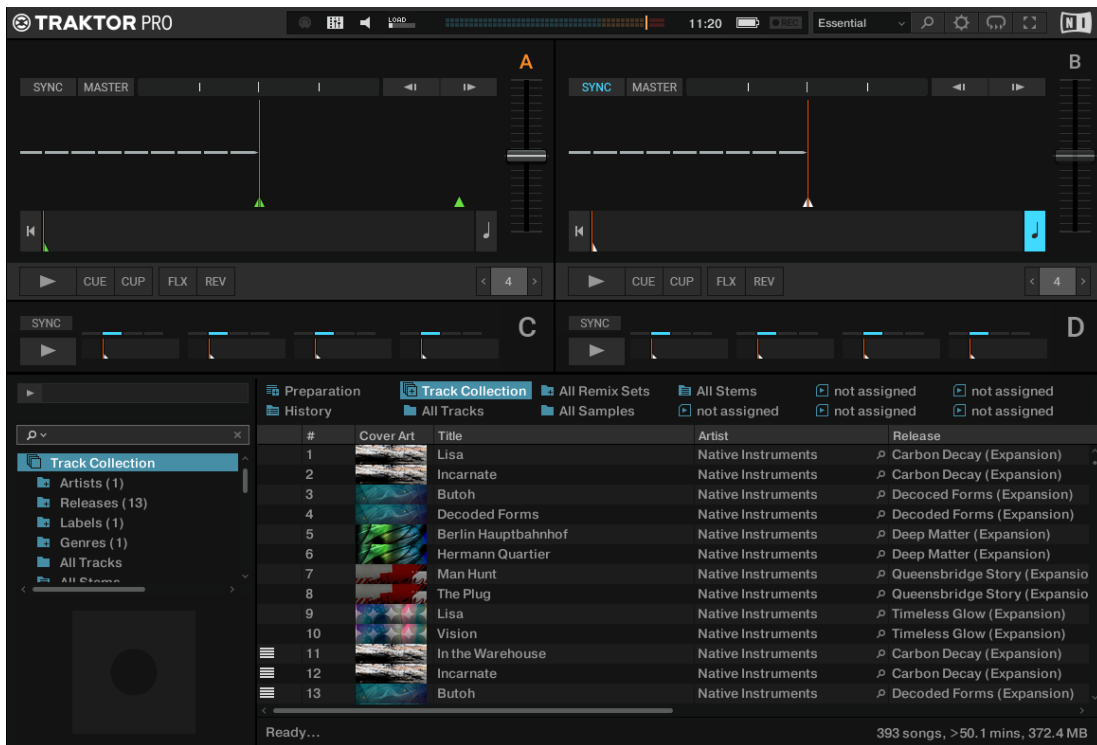 TRAKTOR PRO LOAD 11:20 REC Essential NI
A
SYNC MASTER
CUE CUP FLX REV 4
B
SYNC MASTER
CUE CUP FLX REV 4
SYNC C
SYNC D
Preparation Track Collection All Remix Sets All Stems not assigned not assigned
History All Tracks All Samples not assigned not assigned not assigned
Track Collection
Artists (1)
Releases (13)
Labels (1)
Genres (1)
All Tracks
All Stems
# Cover Art Title Artist Release
1 Lisa Native Instruments Carbon Decay (Expansion)
2 Incarnate Native Instruments Carbon Decay (Expansion)
3 Butoh Native Instruments Decoced Forms (Expansion)
4 Decoded Forms Native Instruments Decoded Forms (Expansion)
5 Berlin Hauptbahnhof Native Instruments Deep Matter (Expansion)
6 Hermann Quartier Native Instruments Deep Matter (Expansion)
7 Man Hunt Native Instruments Queensbridge Story (Expansio
8 The Plug Native Instruments Queensbridge Story (Expansio
9 Lisa Native Instruments Timeless Glow (Expansion)
10 Vision Native Instruments Timeless Glow (Expansion)
11 In the Warehouse Native Instruments Carbon Decay (Expansion)
12 Incarnate Native Instruments Carbon Decay (Expansion)
13 Butoh Native Instruments Decoded Forms (Expansion)
Ready... 393 songs, >50.1 mins, 372.4 MB